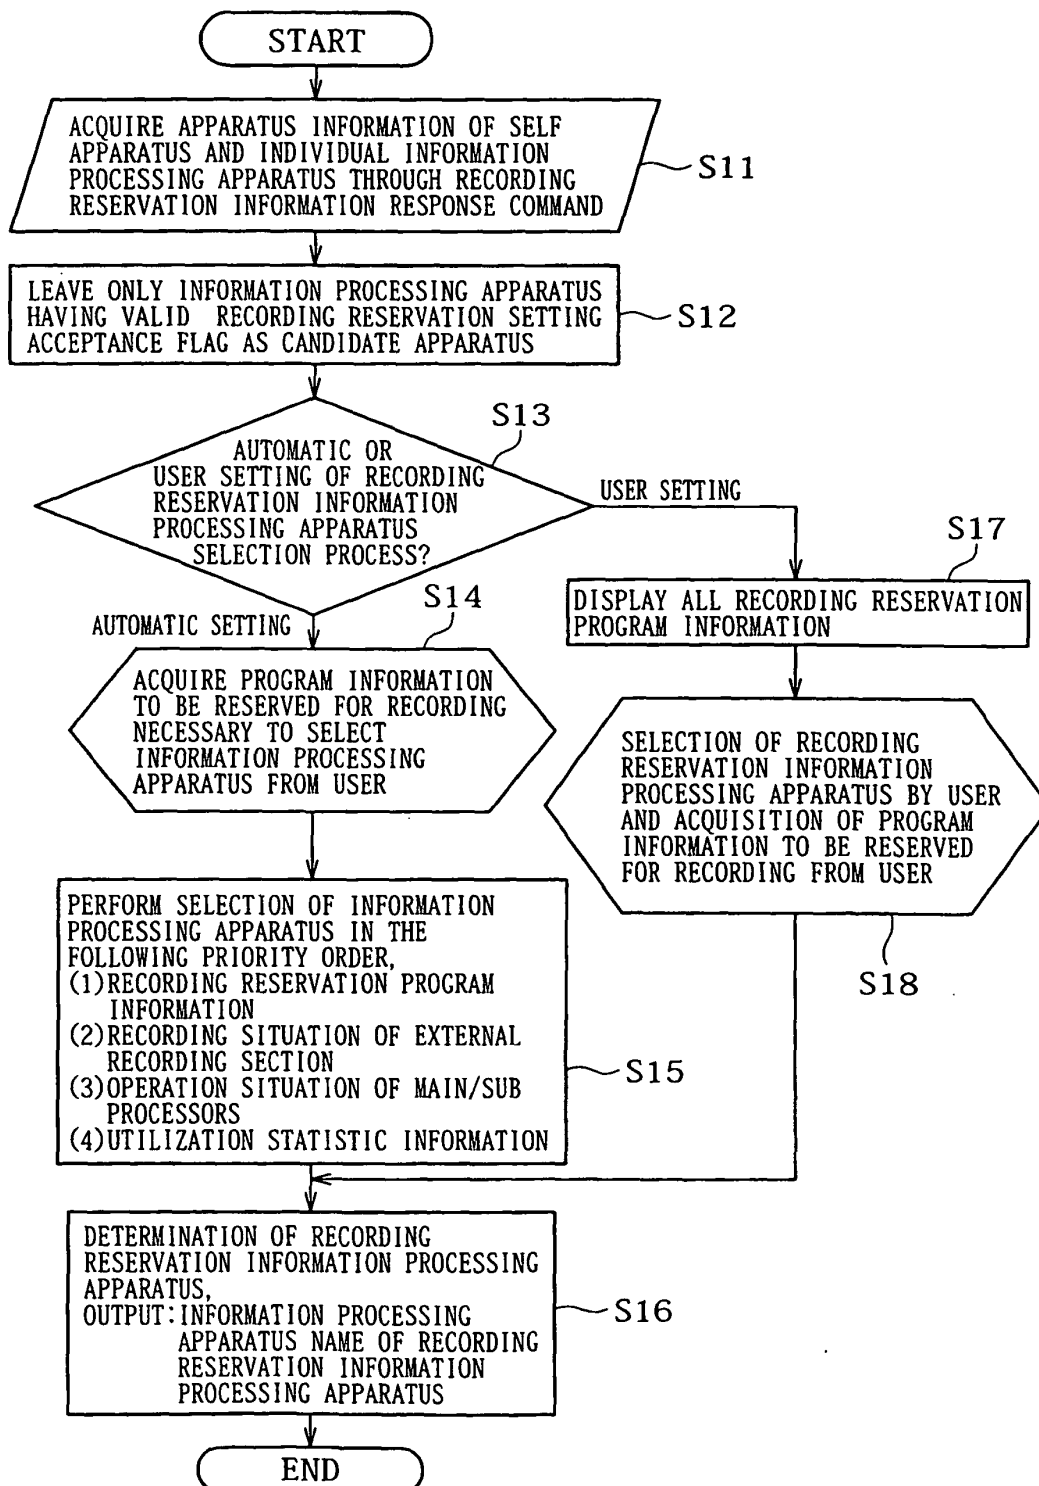 START
ACQUIRE APPARATUS INFORMATION OF SELF
APPARATUS AND INDIVIDUAL INFORMATION
PROCESSING APPARATUS THROUGH RECORDING
RESERVATION INFORMATION RESPONSE COMMAND
S11
LEAVE ONLY INFORMATION PROCESSING APPARATUS
HAVING VALID RECORDING RESERVATION SETTING
ACCEPTANCE FLAG AS CANDIDATE APPARATUS
S12
S13
AUTOMATIC OR
USER SETTING OF RECORDING
RESERVATION INFORMATION
PROCESSING APPARATUS
SELECTION PROCESS?
USER SETTING
S17
DISPLAY ALL RECORDING RESERVATION
PROGRAM INFORMATION
AUTOMATIC SETTING
S14
ACQUIRE PROGRAM INFORMATION
TO BE RESERVED FOR RECORDING
NECESSARY TO SELECT
INFORMATION PROCESSING
APPARATUS FROM USER
SELECTION OF RECORDING
RESERVATION INFORMATION
PROCESSING APPARATUS BY USER
AND ACQUISITION OF PROGRAM
INFORMATION TO BE RESERVED
FOR RECORDING FROM USER
S18
PERFORM SELECTION OF INFORMATION
PROCESSING APPARATUS IN THE
FOLLOWING PRIORITY ORDER,
(1)RECORDING RESERVATION PROGRAM
INFORMATION
(2)RECORDING SITUATION OF EXTERNAL
RECORDING SECTION
(3)OPERATION SITUATION OF MAIN/SUB
PROCESSORS
(4)UTILIZATION STATISTIC INFORMATION
S15
DETERMINATION OF RECORDING
RESERVATION INFORMATION PROCESSING
APPARATUS,
OUTPUT:INFORMATION PROCESSING
APPARATUS NAME OF RECORDING
RESERVATION INFORMATION
PROCESSING APPARATUS
S16
END